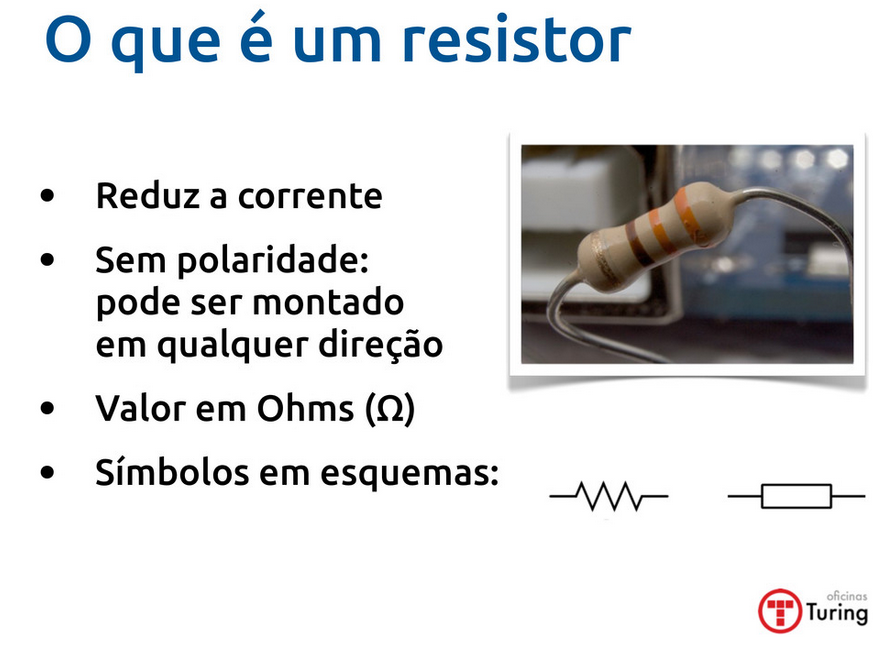 O que é um resistor
• Reduz a corrente
• Sem polaridade:
pode ser montado
em qualquer direção
• Valor em Ohms (Ω)
• Símbolos em esquemas:
oficinas
Turing